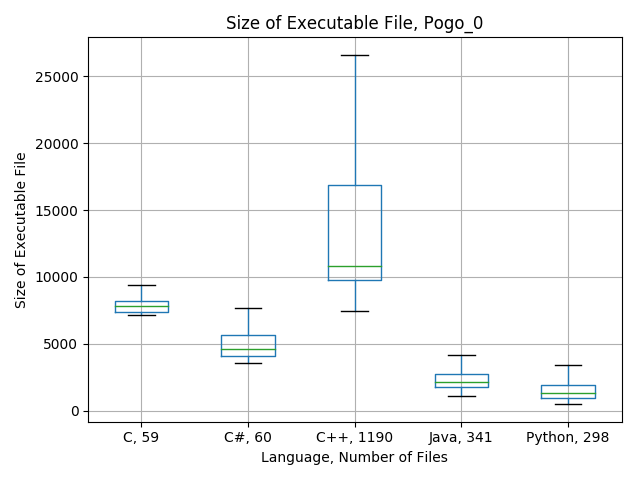 Size of Executable File, Pogo_0
Size of Executable File
25000
20000
15000
10000
5000
0
C, 59
C#, 60
C++, 1190
Java, 341
Python, 298
Language, Number of Files